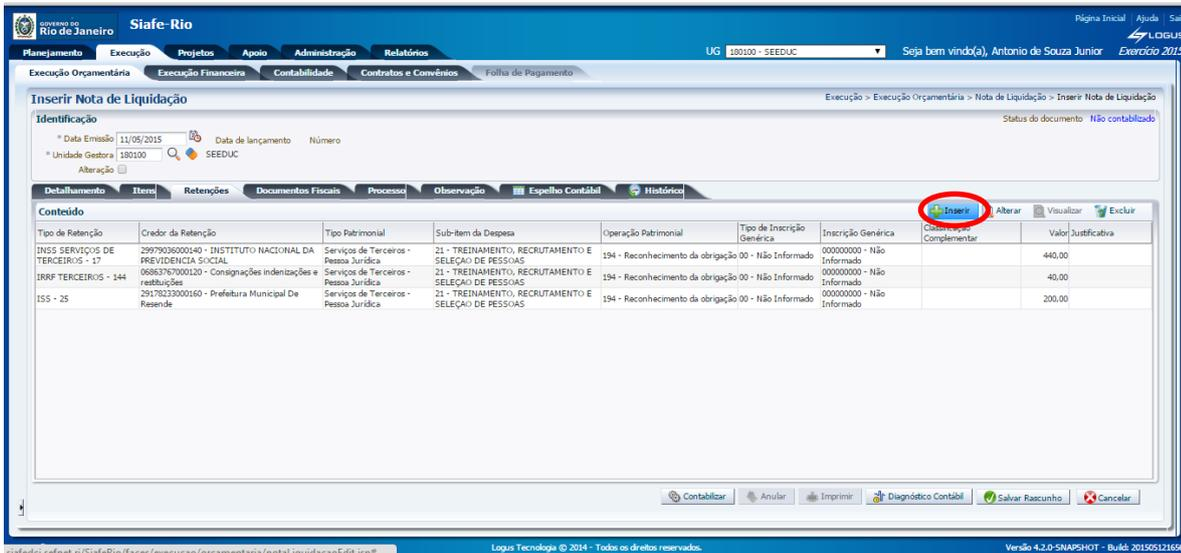 Página Inicial | Ajuda | Sai
GOVERNO DO
Rio de Janeiro
Siafe-Rio
LOGUS
Planejamento Execução Projetos Apoio Administração Relatórios UG 180100 - SEEDUC Seja bem vindo(a), Antonio de Souza Junior Exercício 2015
Execução Orçamentária Execução Financeira Contabilidade Contratos e Convênios Folha de Pagamento
Inserir Nota de Liquidação Execução > Execução Orçamentária > Nota de Liquidação > Inserir Nota de Liquidação
Identificação Status do documento Não contabilizado
* Data Emissão 11/05/2015 Data de lançamento Número
* Unidade Gestora 180100 SEEDUC
Alteração
Detalhamento Itens Retenções Documentos Fiscais Processo Observação Espelho Contábil Histórico
Conteúdo Inserir Alterar Visualizar Excluir
Tipo de Retenção Credor da Retenção Tipo Patrimonial Sub-item da Despesa Operação Patrimonial Tipo de Inscrição Genérica Inscrição Genérica Classificação Complementar Valor Justificativa
INSS SERVIÇOS DE TERCEIROS - 17 29979036000140 - INSTITUTO NACIONAL DA PREVIDENCIA SOCIAL Serviços de Terceiros - Pessoa Jurídica 21 - TREINAMENTO, RECRUTAMENTO E SELEÇAO DE PESSOAS 194 - Reconhecimento da obrigação 00 - Não Informado 000000000 - Não Informado 440,00
IRRF TERCEIROS - 144 06863767000120 - Consignações indenizações e restituições Serviços de Terceiros - Pessoa Jurídica 21 - TREINAMENTO, RECRUTAMENTO E SELEÇAO DE PESSOAS 194 - Reconhecimento da obrigação 00 - Não Informado 000000000 - Não Informado 40,00
ISS - 25 29178233000160 - Prefeitura Municipal De Resende Serviços de Terceiros - Pessoa Jurídica 21 - TREINAMENTO, RECRUTAMENTO E SELEÇAO DE PESSOAS 194 - Reconhecimento da obrigação 00 - Não Informado 000000000 - Não Informado 200,00
Contabilizar Anular Imprimir Diagnóstico Contábil Salvar Rascunho Cancelar
Logus Tecnologia © 2014 - Todos os direitos reservados. Versão 4.2.0-SNAPSHOT - Build: 2015051216